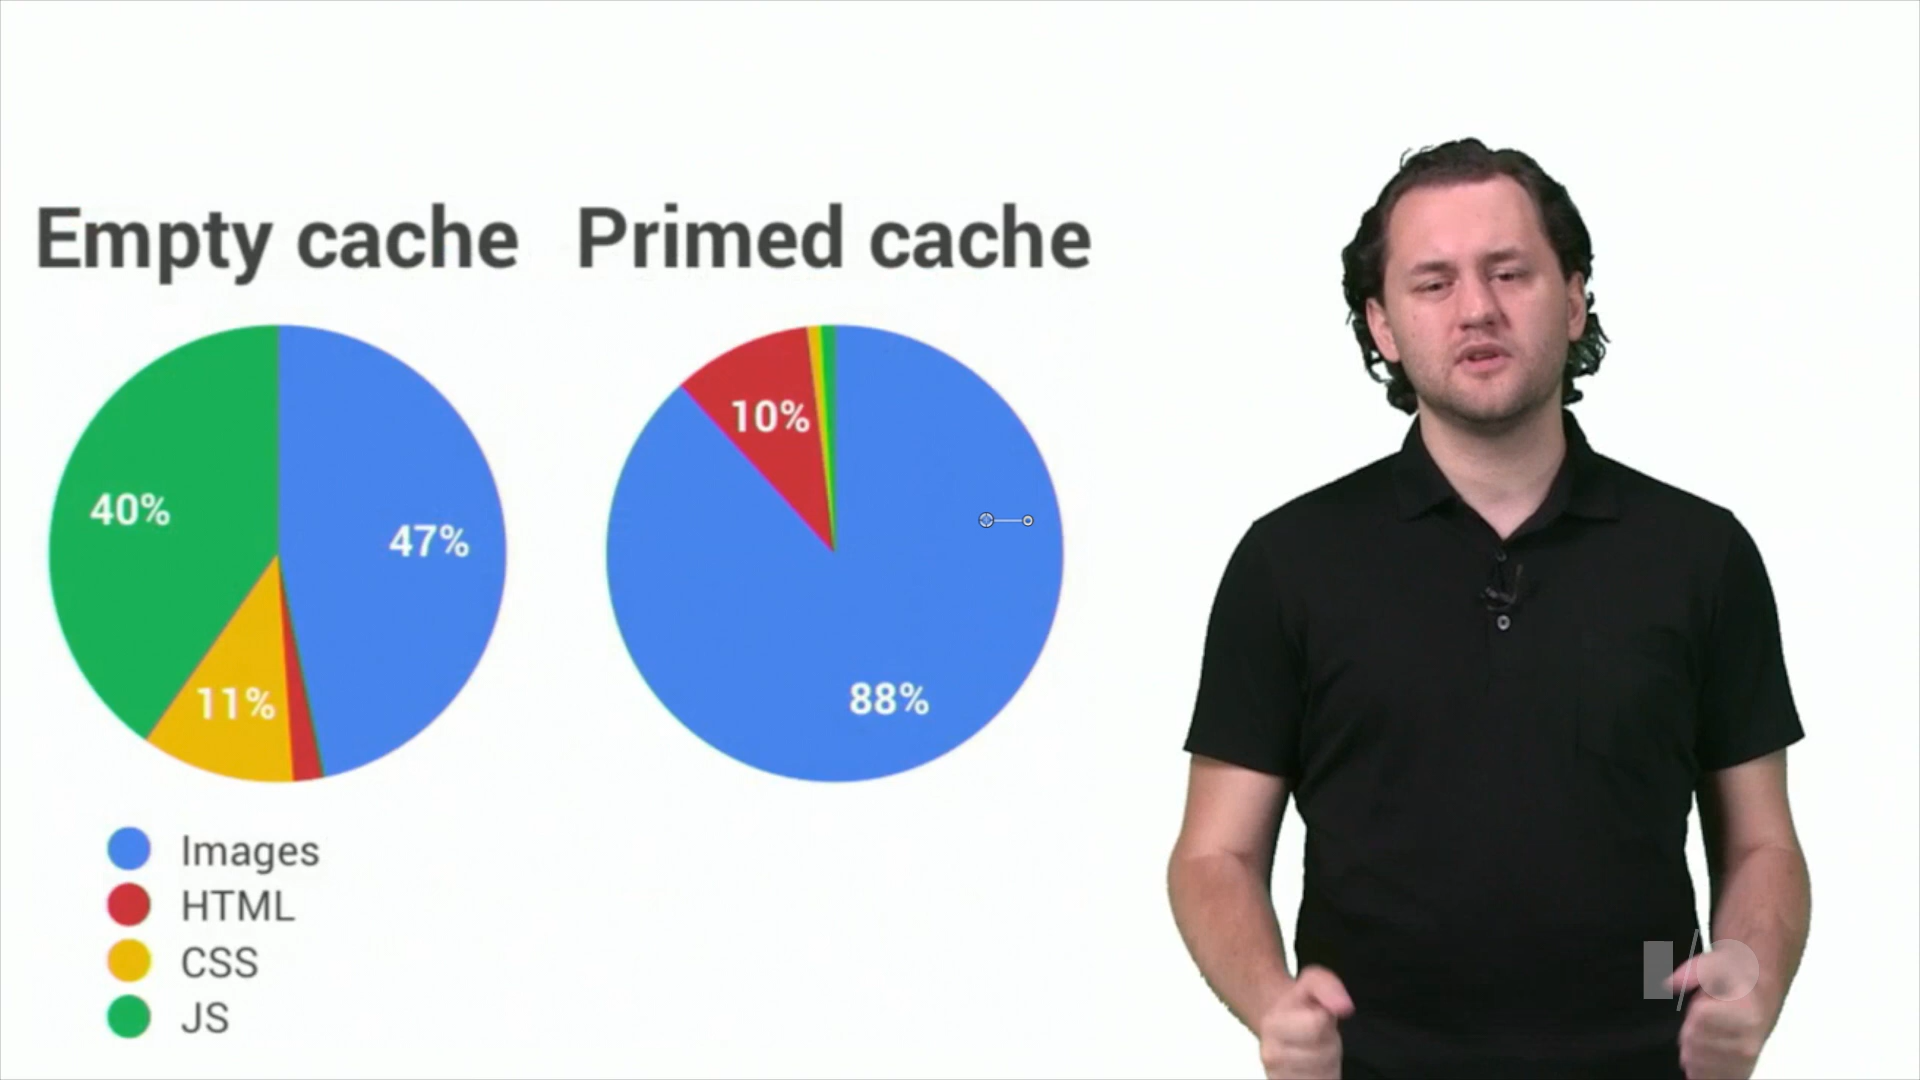 Empty cache
Primed cache
40%
47%
11%
10%
88%
Images
HTML
CSS
JS
I/O